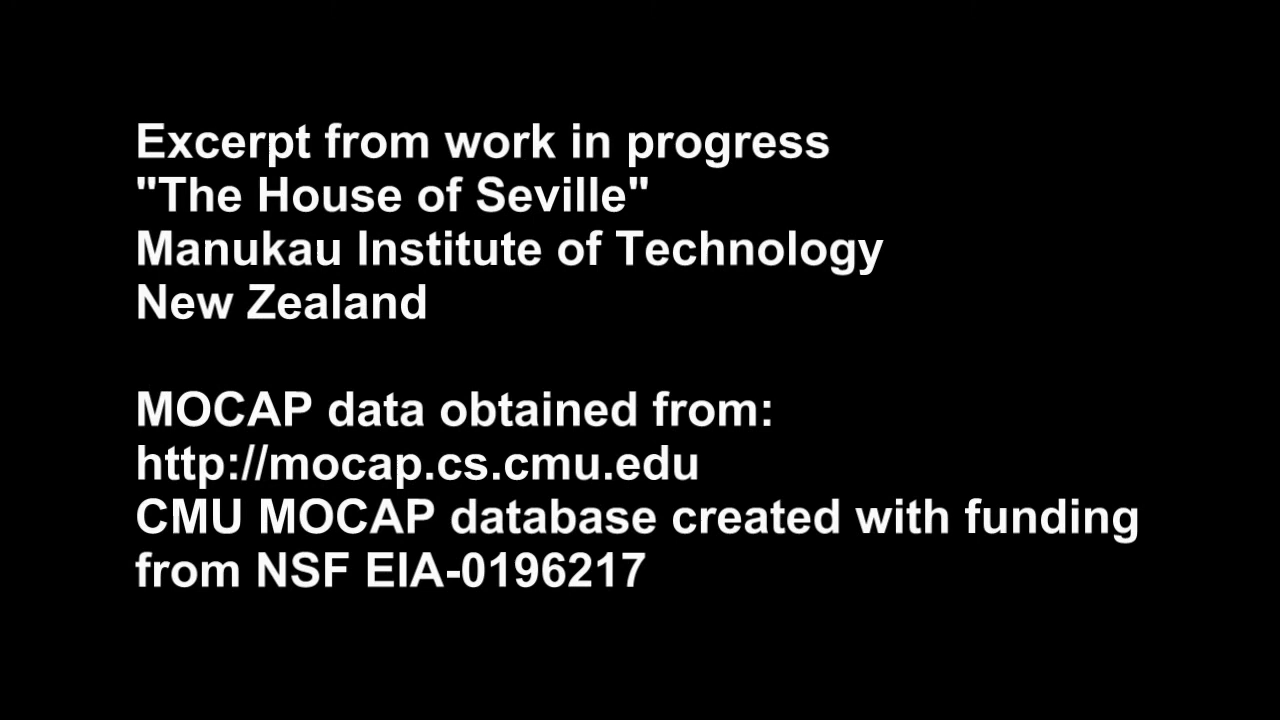 Excerpt from work in progress
"The House of Seville"
Manukau Institute of Technology
New Zealand
MOCAP data obtained from:
http://mocap.cs.cmu.edu
CMU MOCAP database created with funding
from NSF EIA-0196217